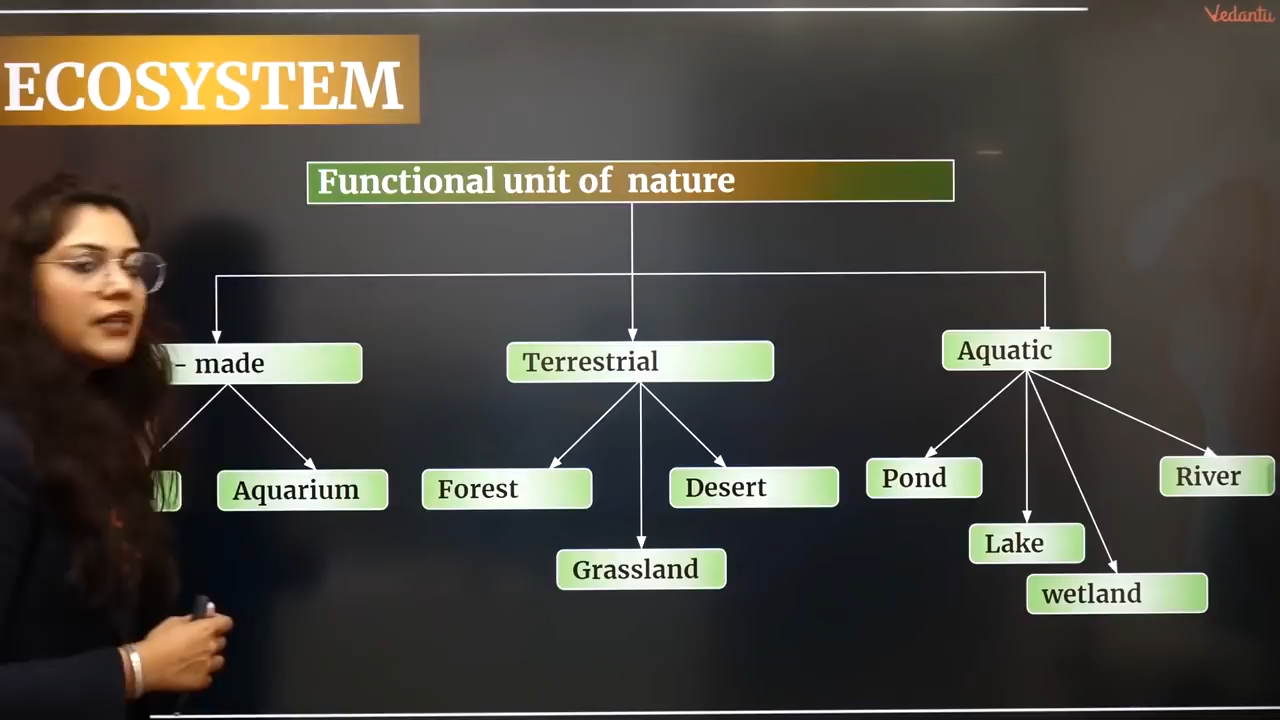 Vedantu
ECOSYSTEM
Functional unit of nature
- made
Terrestrial
Aquatic
Aquarium
Forest
Desert
Grassland
Pond
Lake
wetland
River